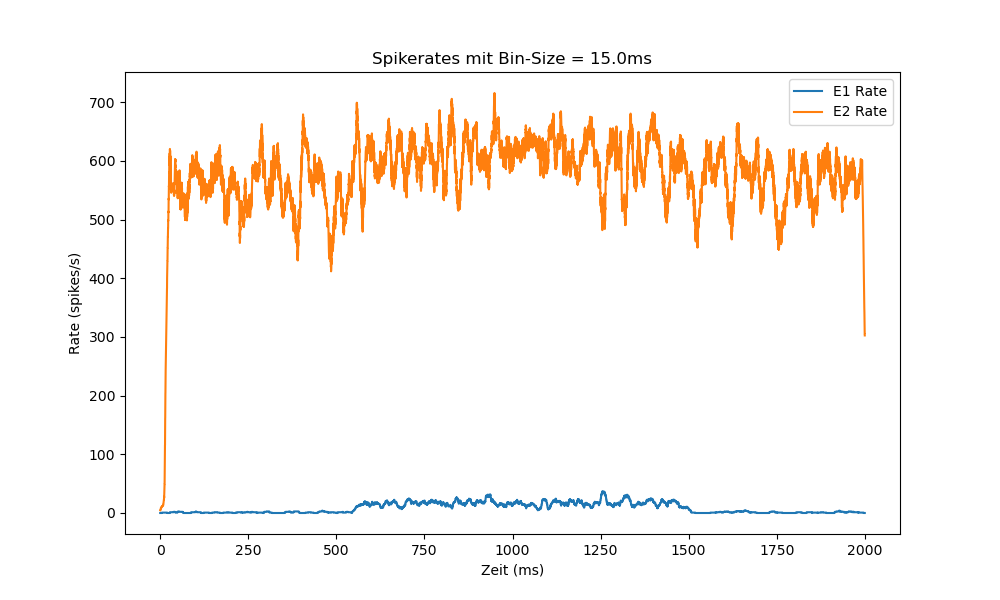 Spikerates mit Bin-Size = 15.0ms
E1 Rate
E2 Rate
700
600
500
400
300
200
100
0
Rate (spikes/s)
0 250 500 750 1000 1250 1500 1750 2000
Zeit (ms)